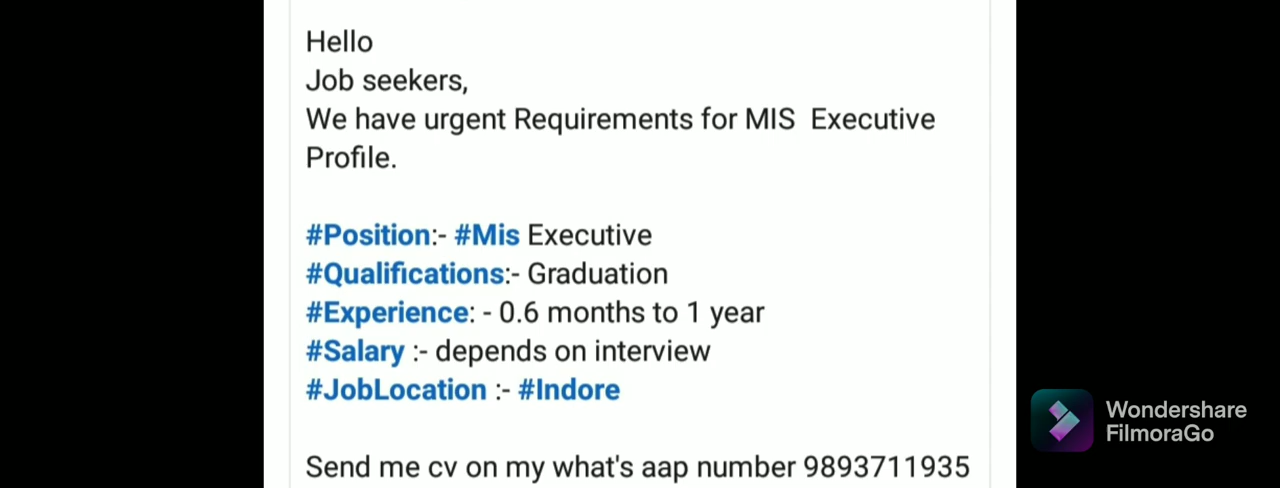 Hello
Job seekers,
We have urgent Requirements for MIS  Executive
Profile.
#Position:- #Mis Executive
#Qualifications:- Graduation
#Experience: - 0.6 months to 1 year
#Salary :- depends on interview
#JobLocation :- #Indore
Send me cv on my what's aap number 9893711935
Wondershare
FilmoraGo